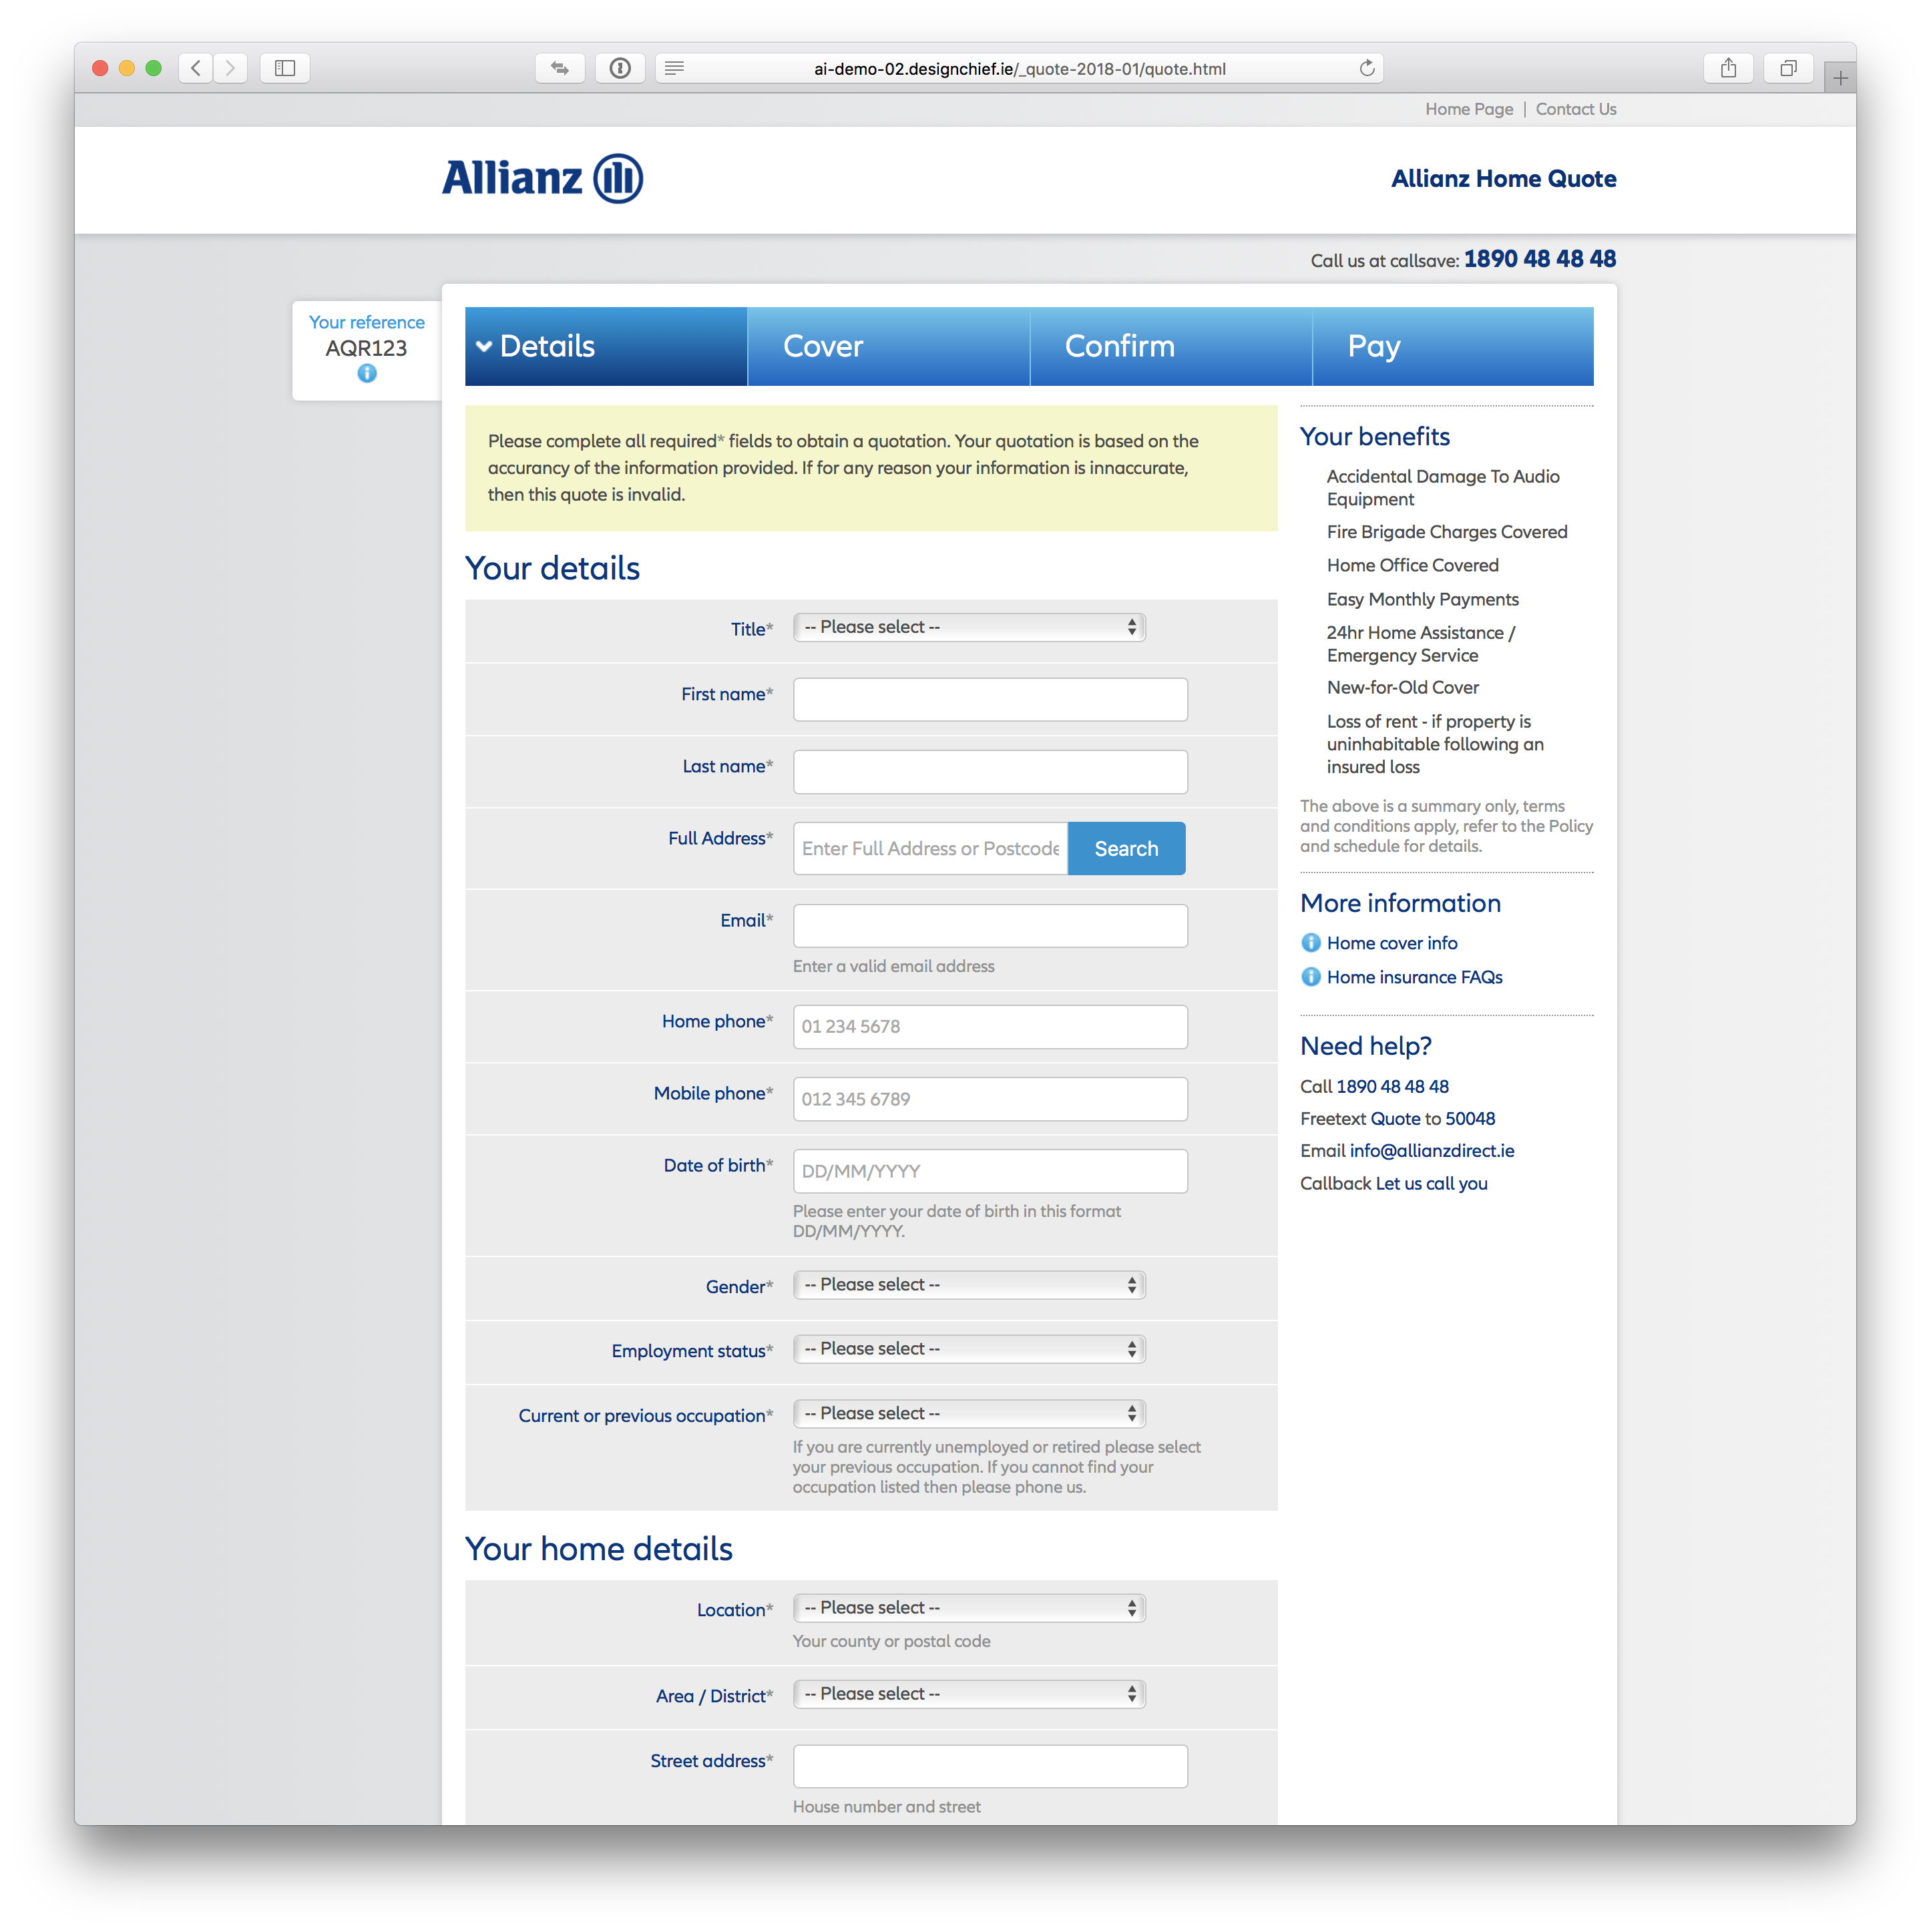 ai-demo-02.designchief.ie/_quote-2018-01/quote.html
Home Page | Contact Us
Allianz
Allianz Home Quote
Call us at callsave: 1890 48 48 48
Your reference
AQR123
Details
Cover
Confirm
Pay
Please complete all required* fields to obtain a quotation. Your quotation is based on the
accurancy of the information provided. If for any reason your information is innaccurate,
then this quote is invalid.
Your details
Title*
-- Please select --
First name*
Last name*
Full Address*
Enter Full Address or Postcode
Search
Email*
Enter a valid email address
Home phone*
01 234 5678
Mobile phone*
012 345 6789
Date of birth*
DD/MM/YYYY
Please enter your date of birth in this format
DD/MM/YYYY.
Gender*
-- Please select --
Employment status*
-- Please select --
Current or previous occupation*
-- Please select --
If you are currently unemployed or retired please select
your previous occupation. If you cannot find your
occupation listed then please phone us.
Your home details
Location*
-- Please select --
Your county or postal code
Area / District*
-- Please select --
Street address*
House number and street
Your benefits
Accidental Damage To Audio
Equipment
Fire Brigade Charges Covered
Home Office Covered
Easy Monthly Payments
24hr Home Assistance /
Emergency Service
New-for-Old Cover
Loss of rent - if property is
uninhabitable following an
insured loss
The above is a summary only, terms
and conditions apply, refer to the Policy
and schedule for details.
More information
Home cover info
Home insurance FAQs
Need help?
Call 1890 48 48 48
Freetext Quote to 50048
Email info@allianzdirect.ie
Callback Let us call you